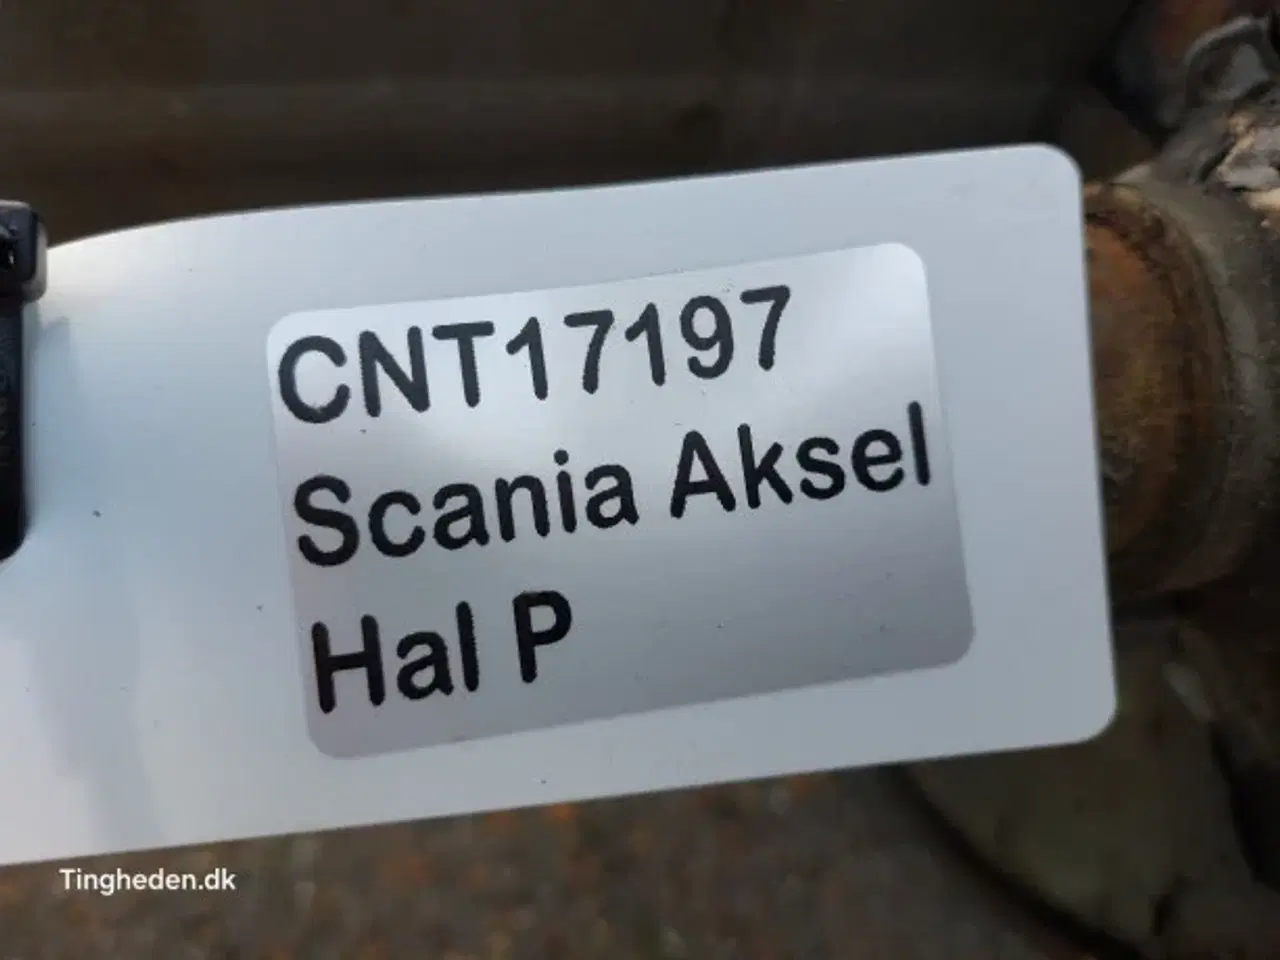 CNT17197
Scania Aksel
Hal P
Tingheden.dk